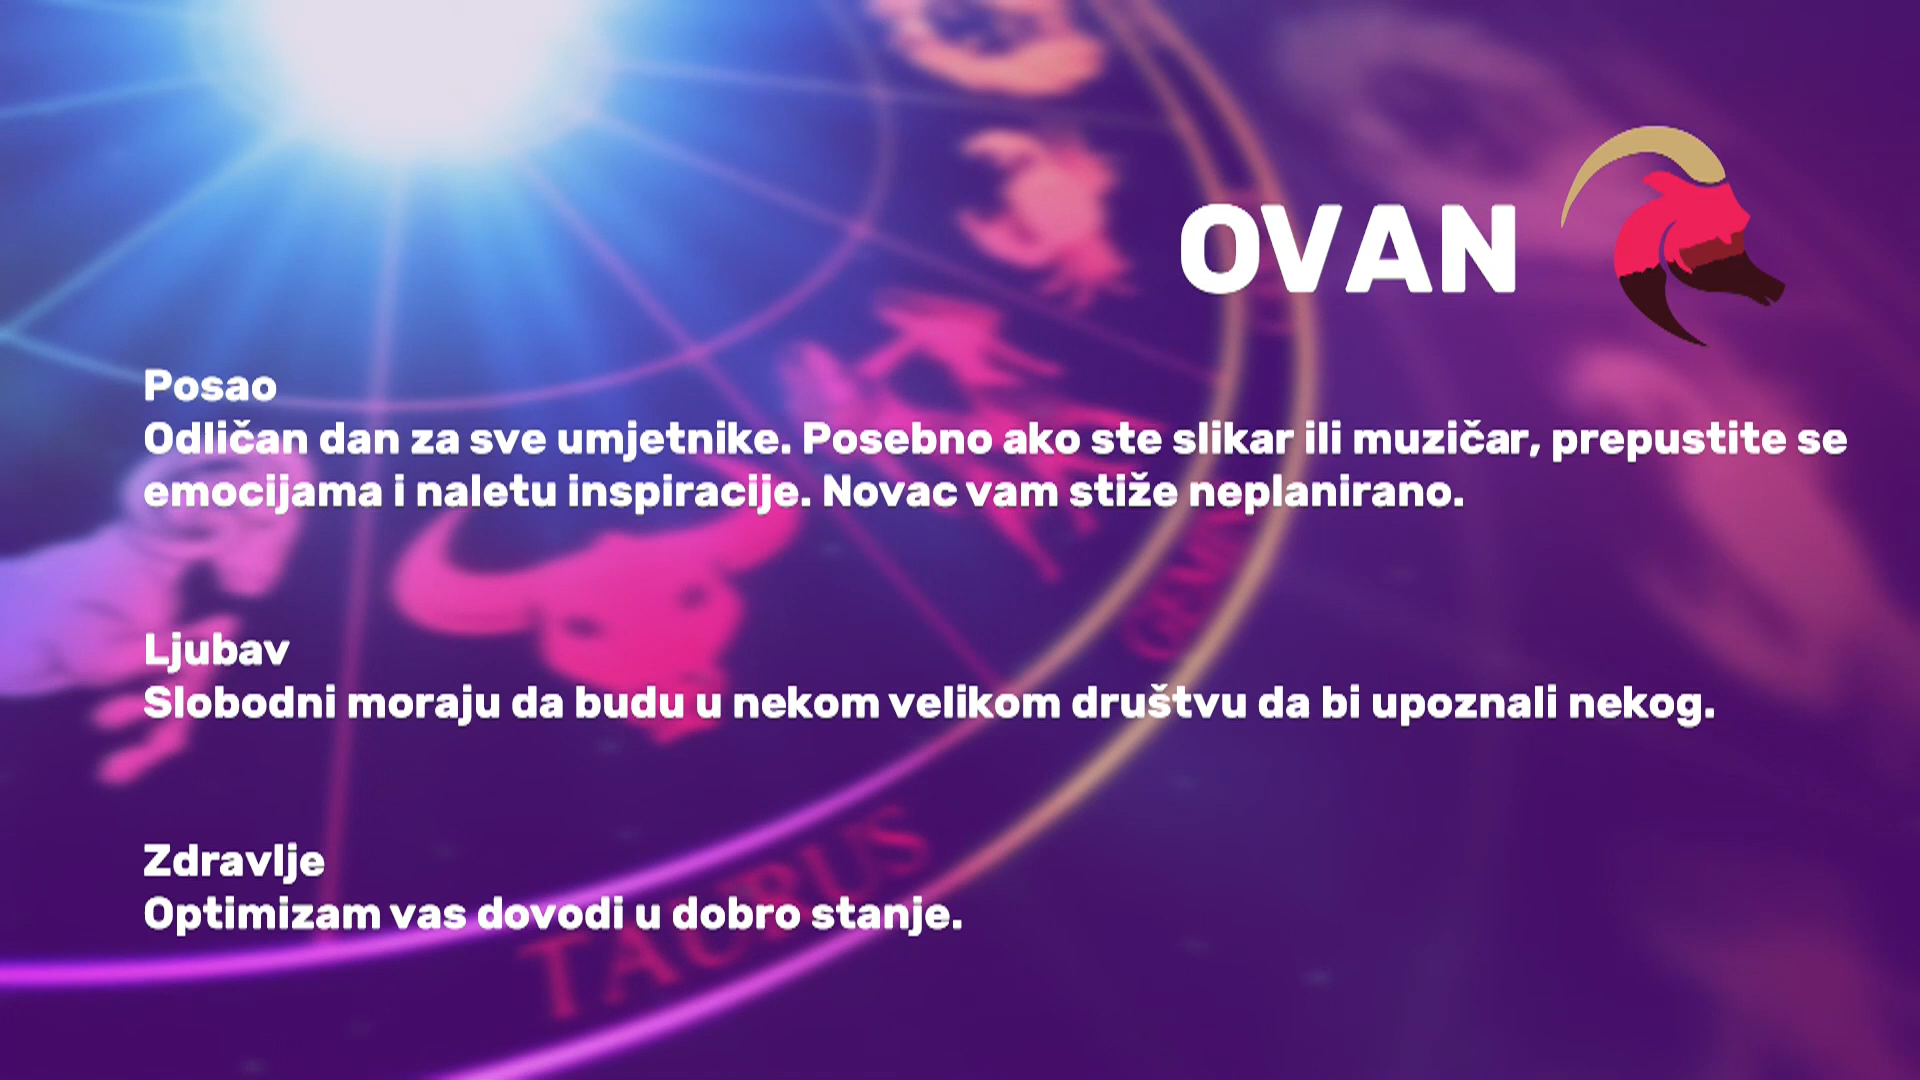 OVAN
Posao
Odličan dan za sve umjetnike. Posebno ako ste slikar ili muzičar, prepustite se
emocijama i naletu inspiracije. Novac vam stiže neplanirano.
Ljubav
Slobodni moraju da budu u nekom velikom društvu da bi upoznali nekog.
Zdravlje
Optimizam vas dovodi u dobro stanje.
GEMINI
TAURUS